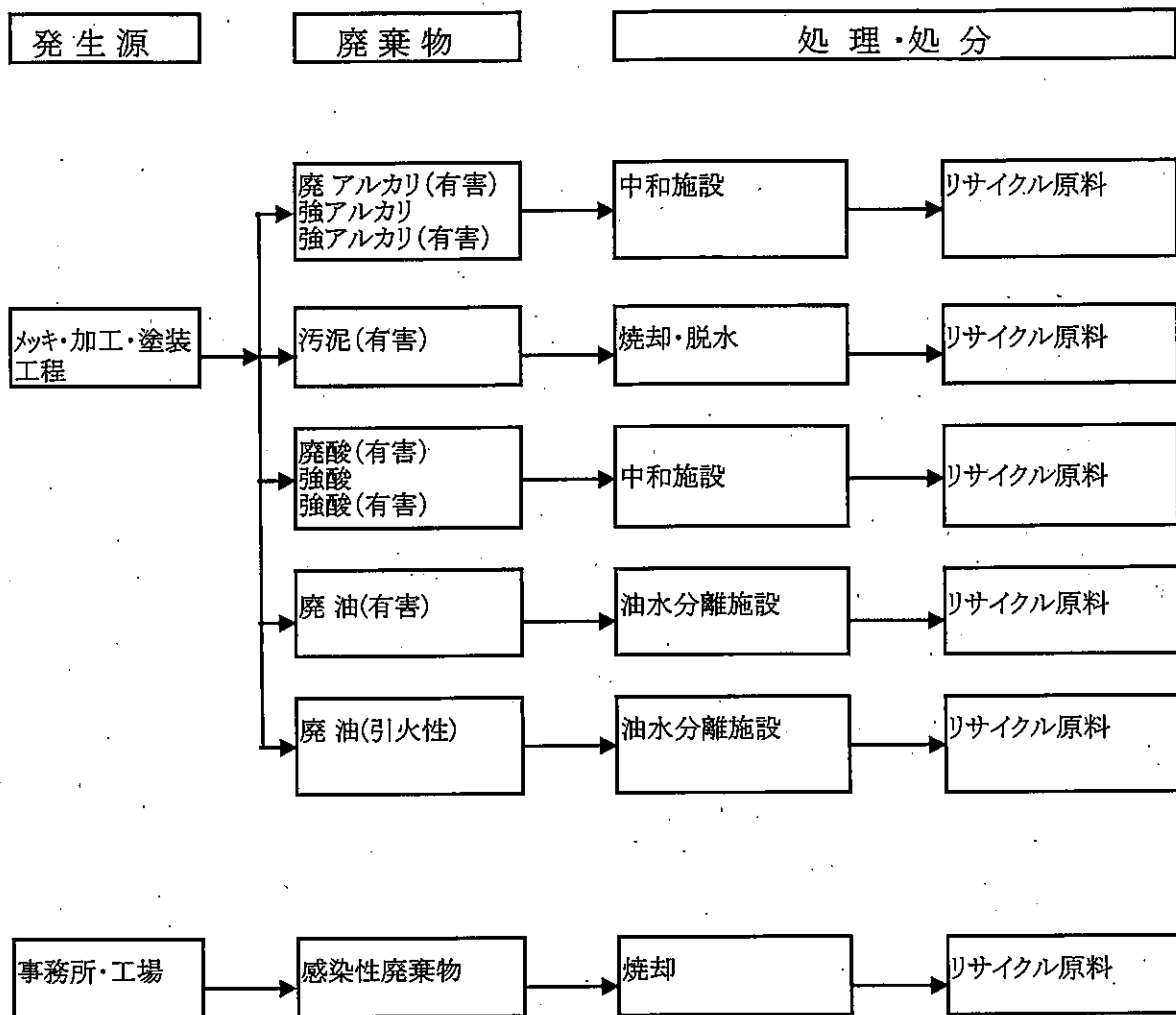 発生源
廃棄物
処理・処分
廃 アルカリ(有害)
強アルカリ
強アルカリ(有害)
中和施設
リサイクル原料
メッキ・加工・塗装
工程
汚泥(有害)
焼却・脱水
リサイクル原料
廃酸(有害)
強酸
強酸(有害)
中和施設
リサイクル原料
廃 油(有害)
油水分離施設
リサイクル原料
廃 油(引火性)
油水分離施設
リサイクル原料
事務所・工場
感染性廃棄物
焼却
リサイクル原料